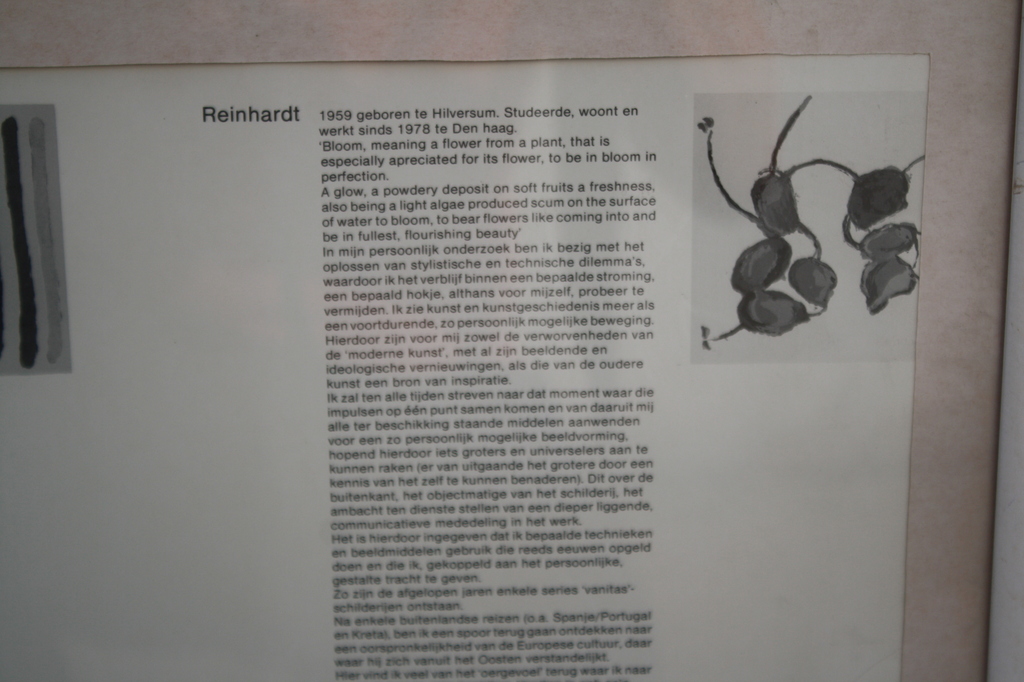 Reinhardt
1959 geboren te Hilversum. Studeerde, woont en
werkt sinds 1978 te Den haag.
'Bloom, meaning a flower from a plant, that is
especially apreciated for its flower, to be in bloom in
perfection.
A glow, a powdery deposit on soft fruits a freshness,
also being a light algae produced scum on the surface
of water to bloom, to bear flowers like coming into and
be in fullest, flourishing beauty'
In mijn persoonlijk onderzoek ben ik bezig met het
oplossen van stylistische en technische dilemma's,
waardoor ik het verblijf binnen een bepaalde stroming,
een bepaald hokje, althans voor mijzelf, probeer te
vermijden. Ik zie kunst en kunstgeschiedenis meer als
een voortdurende, zo persoonlijk mogelijke beweging.
Hierdoor zijn voor mij zowel de verworvenheden van
de 'moderne kunst', met al zijn beeldende en
ideologische vernieuwingen, als die van de oudere
kunst een bron van inspiratie.
Ik zal ten alle tijden streven naar dat moment waar die
impulsen op één punt samen komen en van daaruit mij
alle ter beschikking staande middelen aanwenden
voor een zo persoonlijk mogelijke beeldvorming,
hopend hierdoor iets groters en universelers aan te
kunnen raken (er van uitgaande het grotere door een
kennis van het zelf te kunnen benaderen). Dit over de
buitenkant, het objectmatige van het schilderij, het
ambacht ten dienste stellen van een dieper liggende,
communicatieve mededeling in het werk.
Het is hierdoor ingegeven dat ik bepaalde technieken
en beeldmiddelen gebruik die reeds eeuwen opgeld
doen en die ik, gekoppeld aan het persoonlijke,
gestalte tracht te geven.
Zo zijn de afgelopen jaren enkele series 'vanitas'-
schilderijen ontstaan.
Na enkele buitenlandse reizen (o.a. Spanje/Portugal
en Kreta), ben ik een spoor terug gaan ontdekken naar
een oorspronkelijkheid van de Europese cultuur, daar
waar hij zich vanuit het Oosten verstandelijkt.
Hier vind ik veel van het 'oergevoel' terug waar ik naar